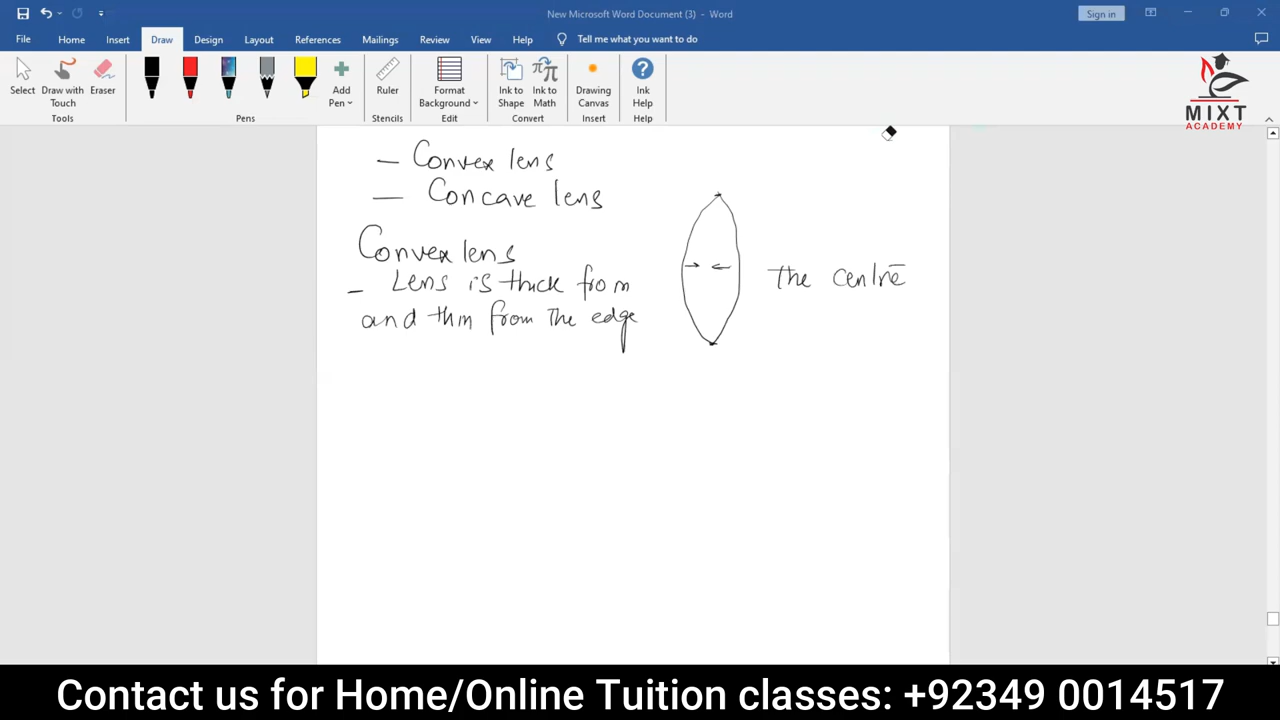 New Microsoft Word Document (3) - Word
Sign in
File Home Insert Draw Design Layout References Mailings Review View Help Tell me what you want to do
Select
Draw with Touch
Eraser
Add Pen
Ruler
Format Background
Ink to Shape
Ink to Math
Drawing Canvas
Ink Help
Tools
Pens
Stencils
Edit
Convert
Insert
Help
MIXT
ACADEMY
– Convex lens
– Concave lens
Convex lens
– Lens is thick from the centre
and thin from the edge
Contact us for Home/Online Tuition classes: +92349 0014517